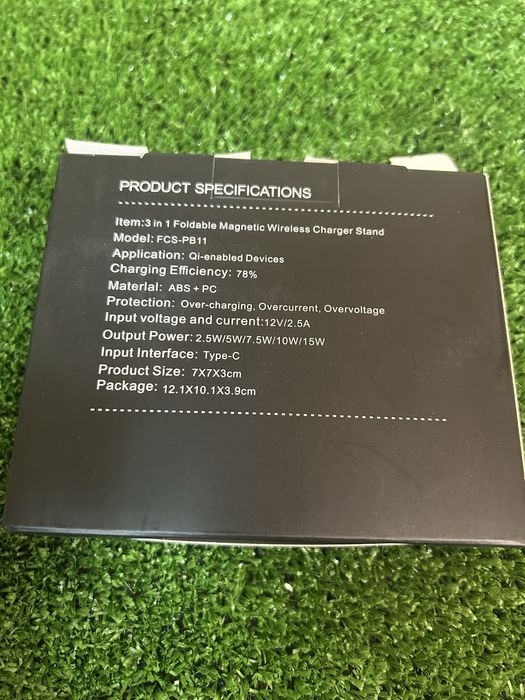 PRODUCT SPECIFICATIONS
Item:3 in 1 Foldable Magnetic Wireless Charger Stand
Model: FCS-PB11
Application: Qi-enabled Devices
Charging Efficiency: 78%
Material: ABS + PC
Protection: Over-charging, Overcurrent, Overvoltage
Input voltage and current:12V/2.5A
Output Power: 2.5W/5W/7.5W/10W/15W
Input Interface: Type-C
Product Size: 7X7X3cm
Package: 12.1X10.1X3.9cm